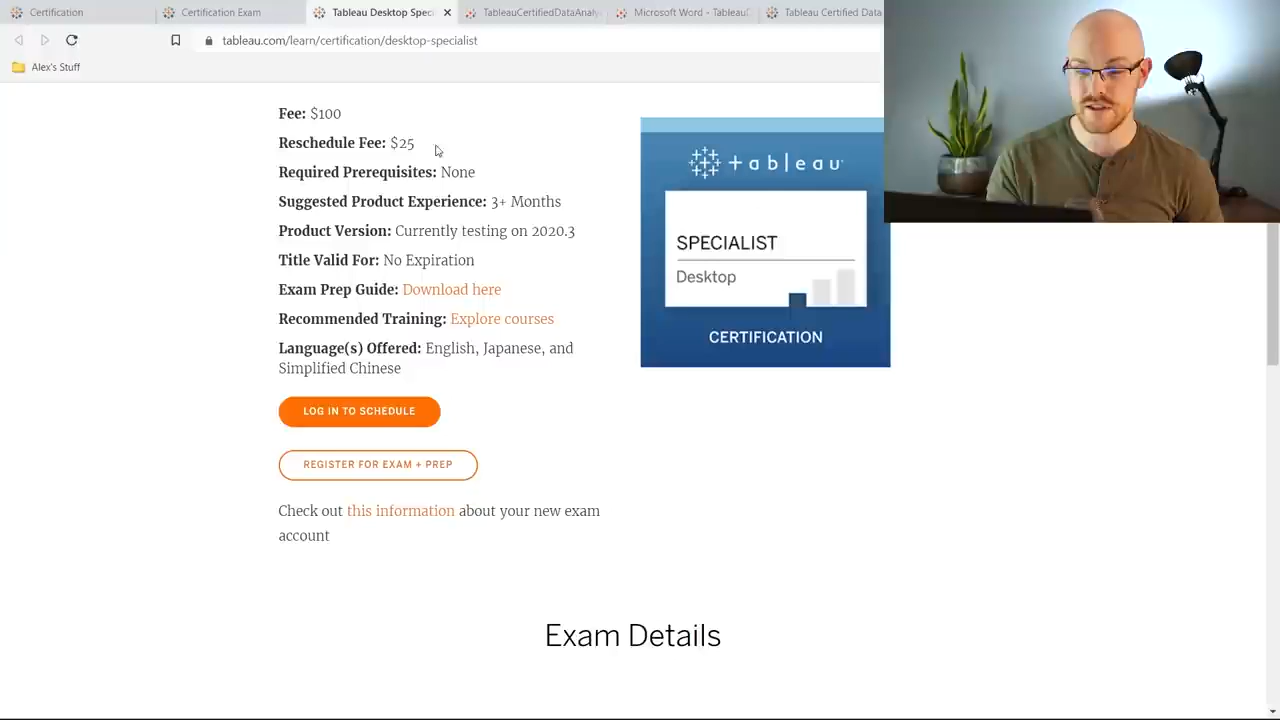 Certification
Certification Exam
Tableau Desktop Speci
TableauCertifiedDataAnaly
Microsoft Word - TableauD
Tableau Certified Data
tableau.com/learn/certification/desktop-specialist
Alex's Stuff
Fee: $100
Reschedule Fee: $25
Required Prerequisites: None
Suggested Product Experience: 3+ Months
Product Version: Currently testing on 2020.3
Title Valid For: No Expiration
Exam Prep Guide: Download here
Recommended Training: Explore courses
Language(s) Offered: English, Japanese, and
Simplified Chinese
LOG IN TO SCHEDULE
REGISTER FOR EXAM + PREP
Check out this information about your new exam
account
+ableau
SPECIALIST
Desktop
CERTIFICATION
Exam Details